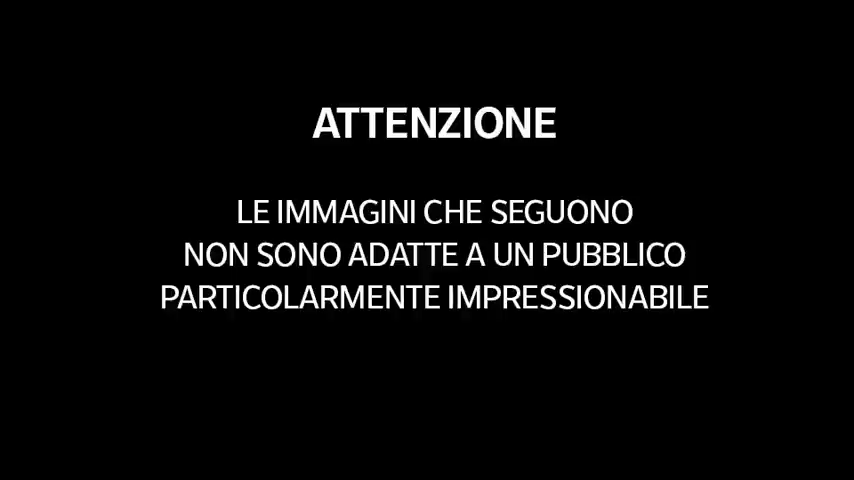 ATTENZIONE
LE IMMAGINI CHE SEGUONO
NON SONO ADATTE A UN PUBBLICO
PARTICOLARMENTE IMPRESSIONABILE